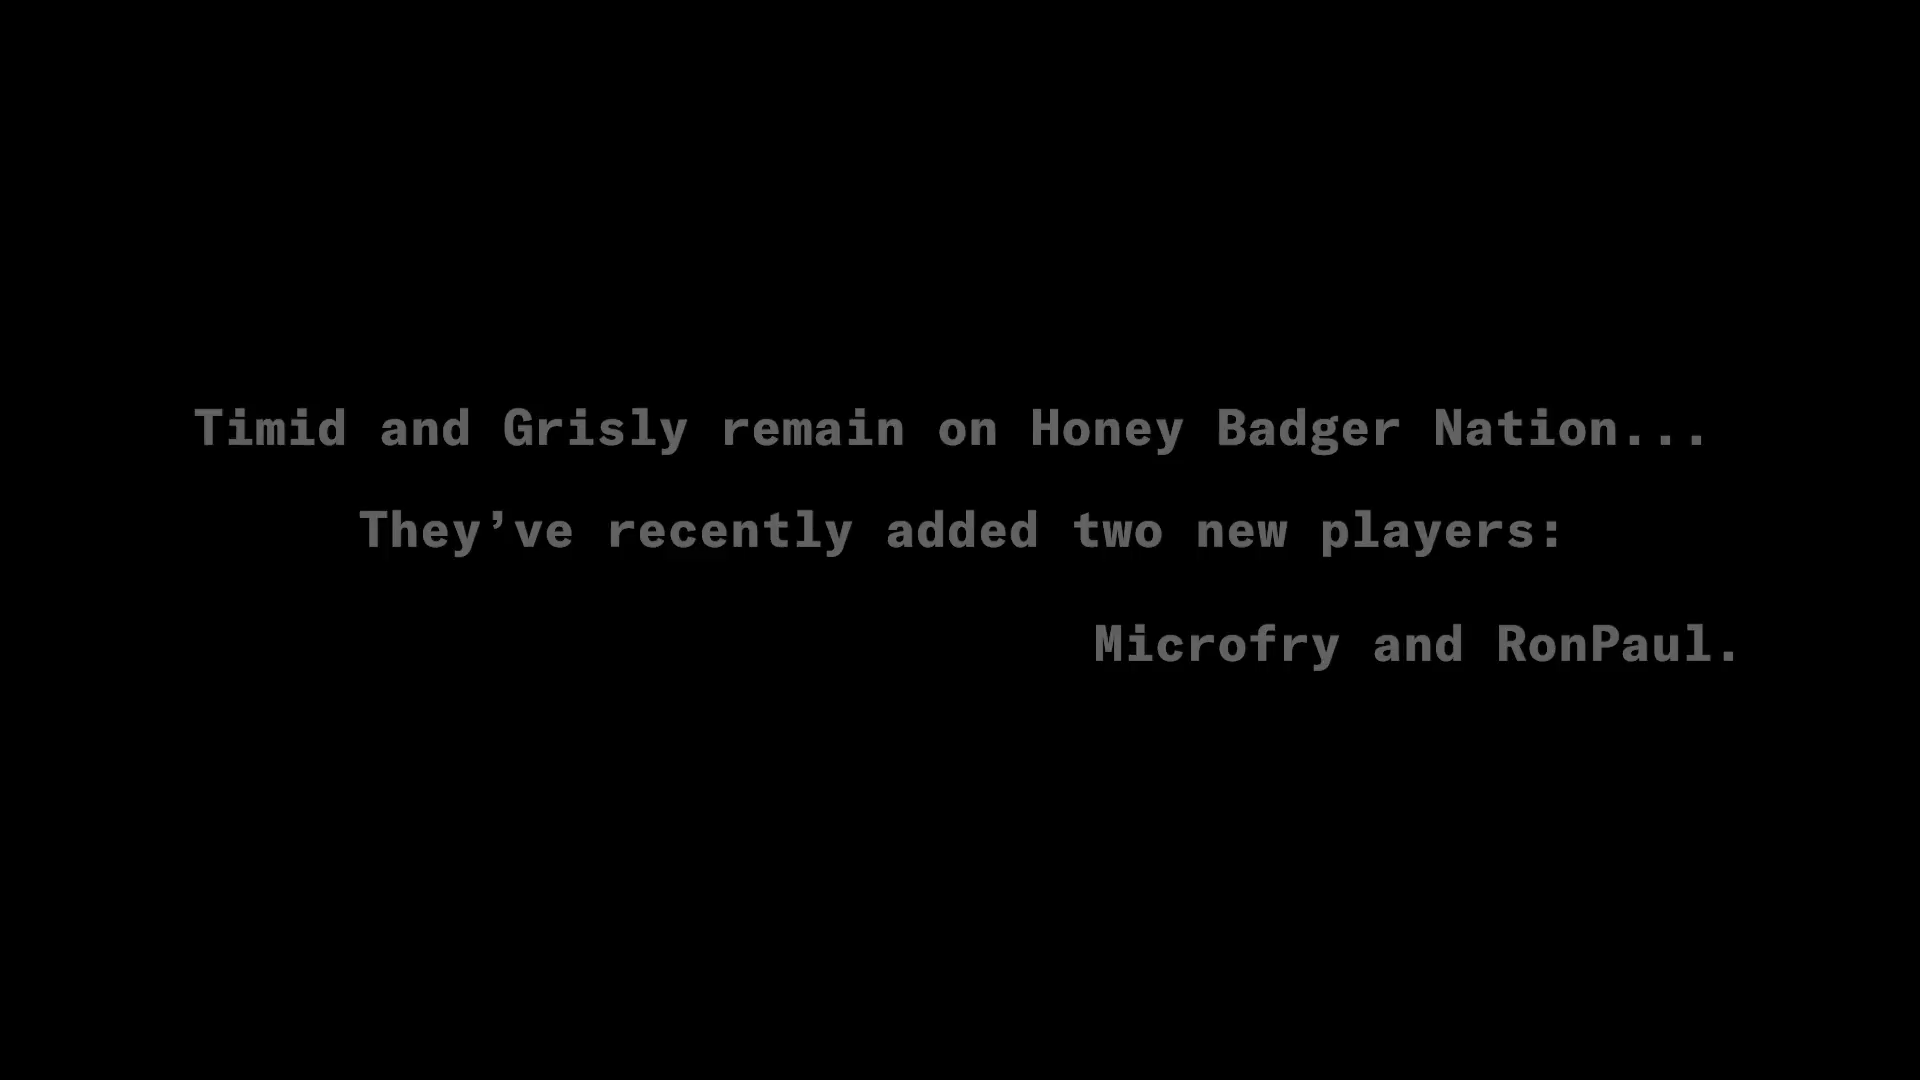 Timid and Grisly remain on Honey Badger Nation...
They’ve recently added two new players:
Microfry and RonPaul.